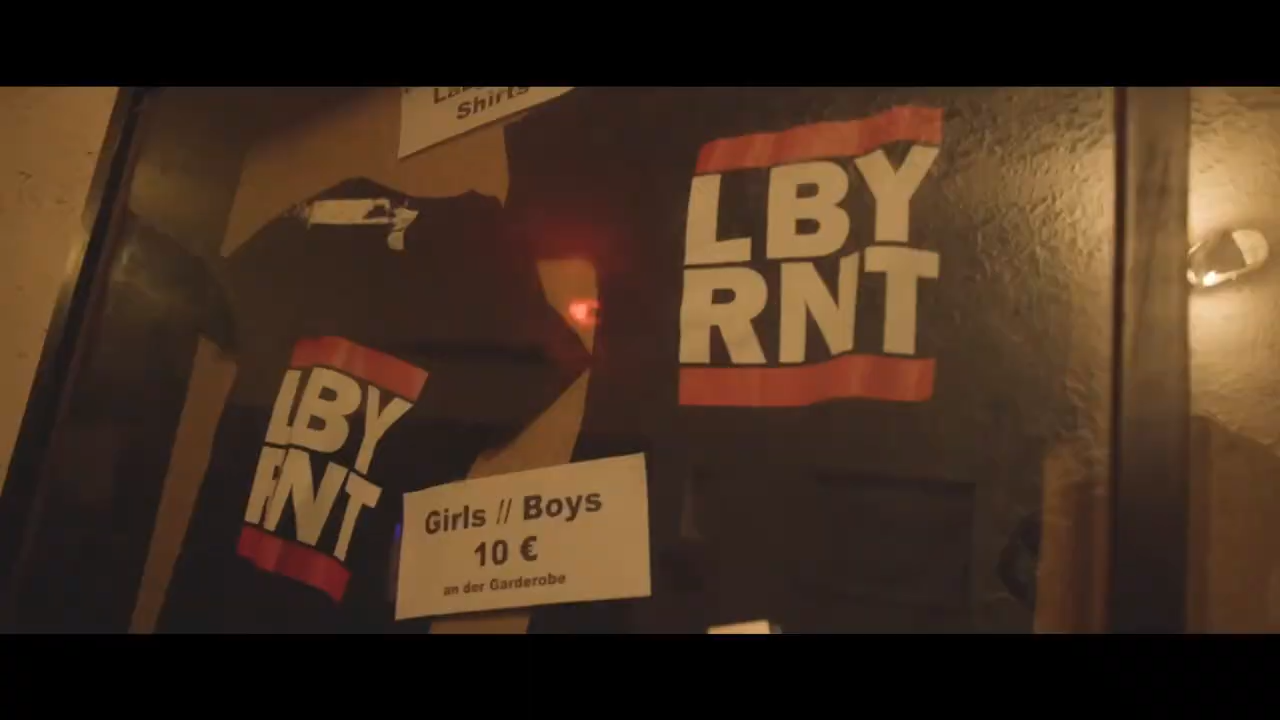 Shirts
LBY
RNT
LBY
RNT
Girls // Boys
10 €
an der Garderobe